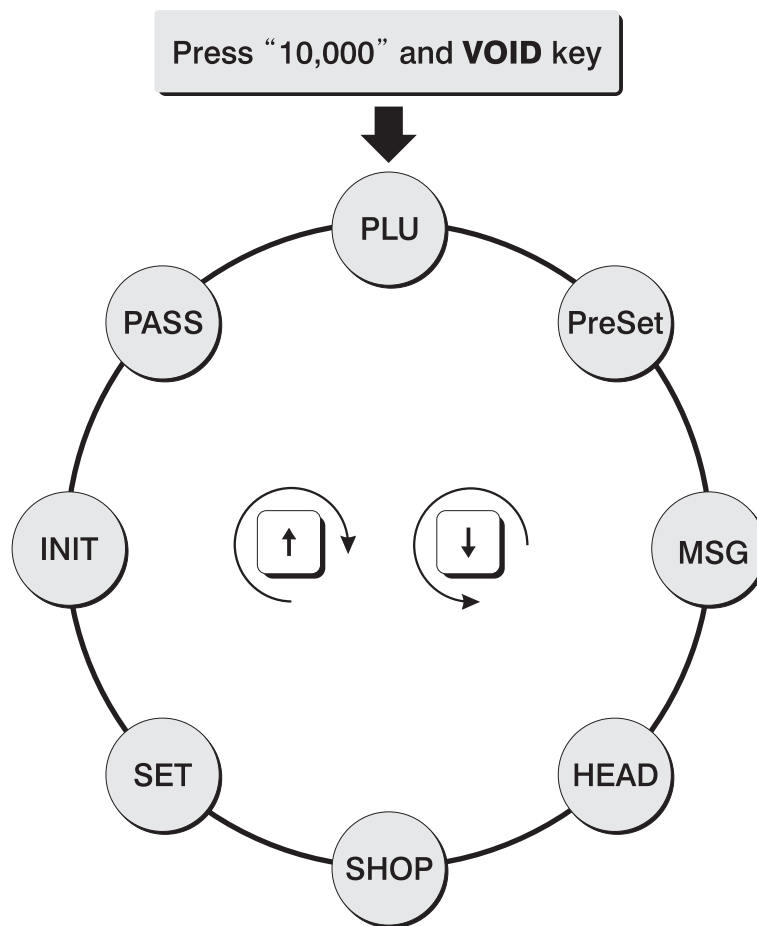 Press “10,000” and VOID key
PLU
PASS
PreSet
↑
↓
INIT
MSG
SET
HEAD
SHOP